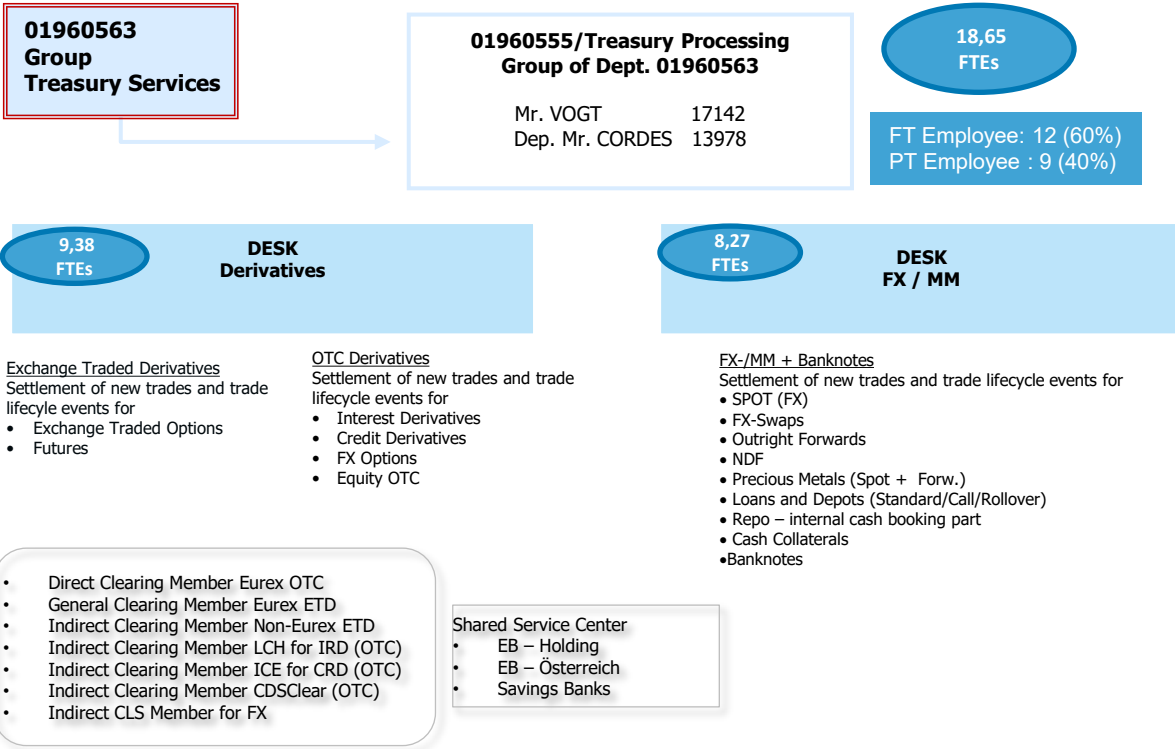 01960563
Group
Treasury Services
01960555/Treasury Processing
Group of Dept. 01960563
Mr. VOGT 17142
Dep. Mr. CORDES 13978
18,65
FTEs
FT Employee: 12 (60%)
PT Employee : 9 (40%)
9,38
FTEs
DESK
Derivatives
8,27
FTEs
DESK
FX / MM
Exchange Traded Derivatives
Settlement of new trades and trade
lifecyle events for
• Exchange Traded Options
• Futures
OTC Derivatives
Settlement of new trades and trade
lifecycle events for
• Interest Derivatives
• Credit Derivatives
• FX Options
• Equity OTC
FX-/MM + Banknotes
Settlement of new trades and trade lifecycle events for
• SPOT (FX)
• FX-Swaps
• Outright Forwards
• NDF
• Precious Metals (Spot + Forw.)
• Loans and Depots (Standard/Call/Rollover)
• Repo – internal cash booking part
• Cash Collaterals
•Banknotes
• Direct Clearing Member Eurex OTC
• General Clearing Member Eurex ETD
• Indirect Clearing Member Non-Eurex ETD
• Indirect Clearing Member LCH for IRD (OTC)
• Indirect Clearing Member ICE for CRD (OTC)
• Indirect Clearing Member CDSClear (OTC)
• Indirect CLS Member for FX
Shared Service Center
• EB – Holding
• EB – Österreich
• Savings Banks